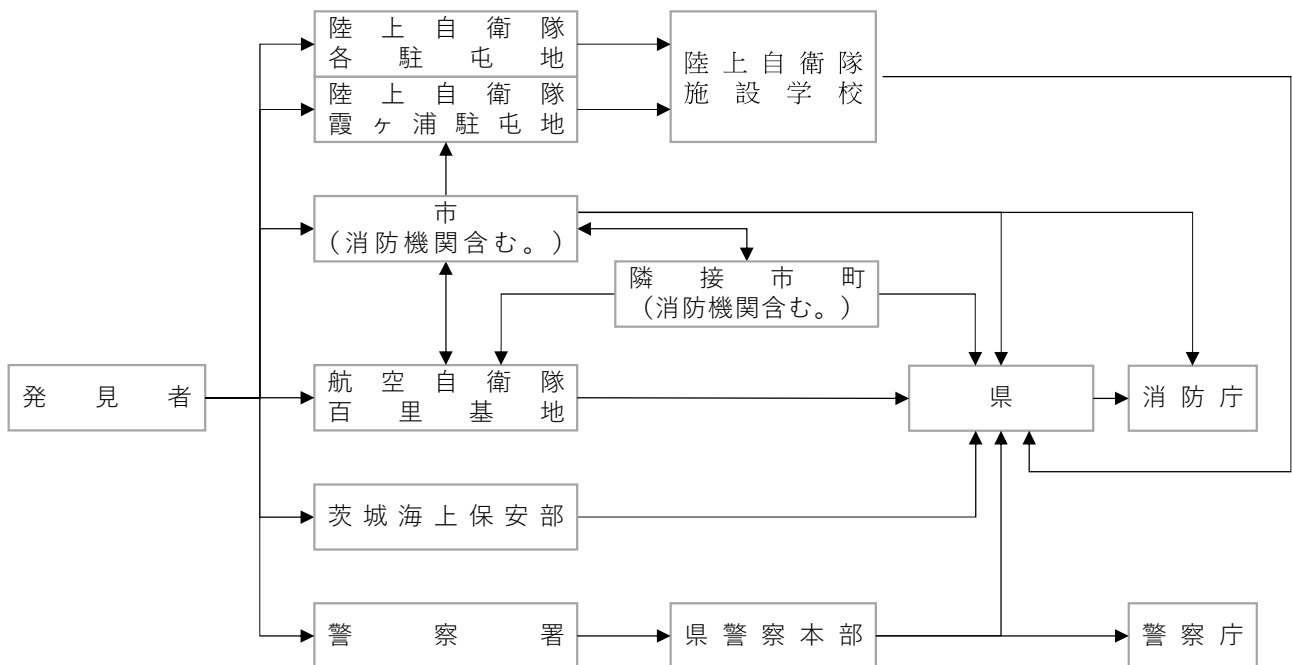 陸上自衛隊
各駐屯地
陸上自衛隊
霞ヶ浦駐屯地
陸上自衛隊
施設学校
市
（消防機関含む。）
隣接市町
（消防機関含む。）
発見者
航空自衛隊
百里基地
県
消防庁
茨城海上保安部
警察署
県警察本部
警察庁